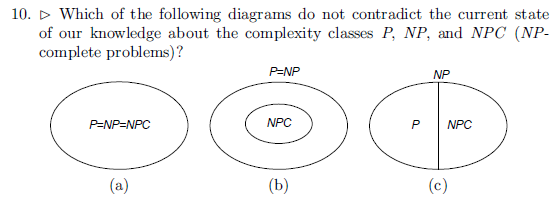 10. ▷ Which of the following diagrams do not contradict the current state
of our knowledge about the complexity classes P, NP, and NPC (NP-
complete problems)?
P=NP NP
P=NP=NPC NPC P NPC
(a) (b) (c)